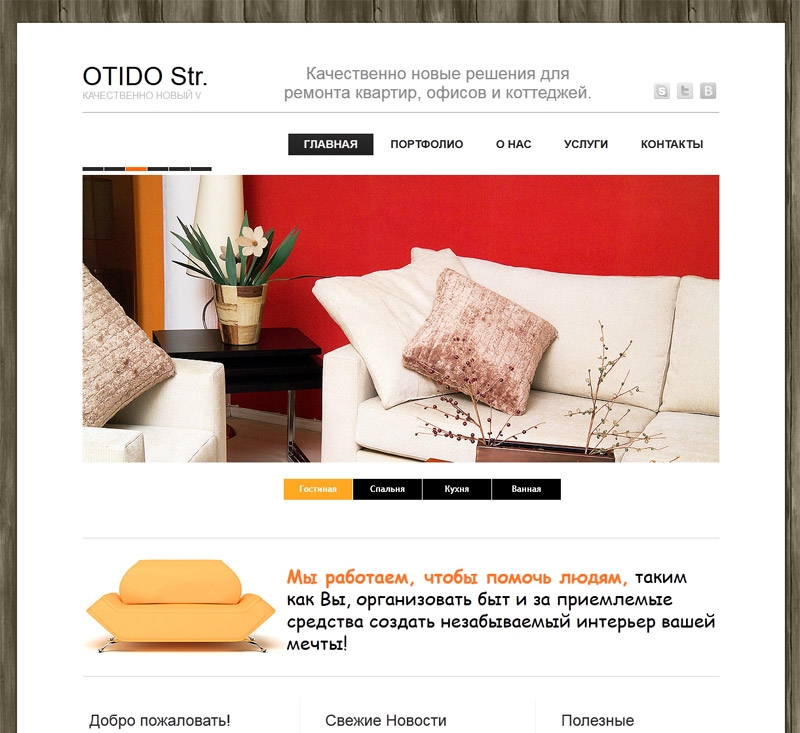 OTIDO Str.
КАЧЕСТВЕННО НОВЫЙ V
Качественно новые решения для
ремонта квартир, офисов и коттеджей.
ГЛАВНАЯ ПОРТФОЛИО О НАС УСЛУГИ КОНТАКТЫ
Гостиная Спальня Кухня Ванная
Мы работаем, чтобы помочь людям, таким
как Вы, организовать быт и за приемлемые
средства создать незабываемый интерьер вашей
мечты!
Добро пожаловать! Свежие Новости Полезные